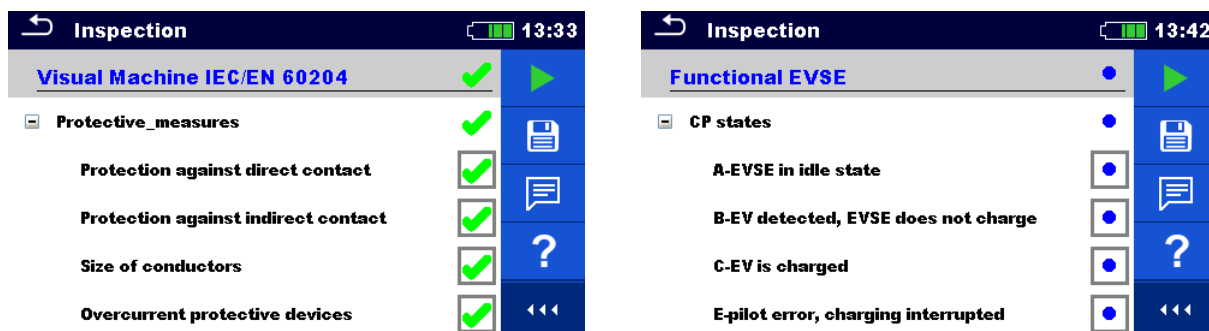 Inspection 13:33
Visual Machine IEC/EN 60204
Protective_measures
Protection against direct contact
Protection against indirect contact
Size of conductors
Overcurrent protective devices
?
Inspection 13:42
Functional EVSE
CP states
A-EVSE in idle state
B-EV detected, EVSE does not charge
C-EV is charged
E-pilot error, charging interrupted
?